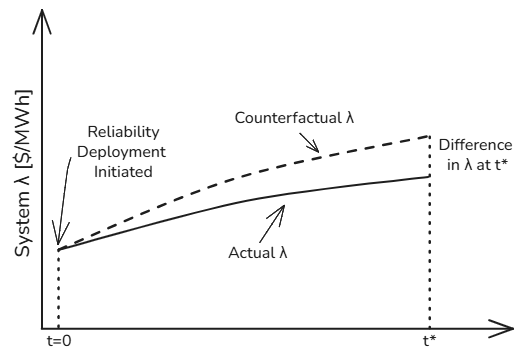 System λ [$/MWh]
Reliability
Deployment
Initiated
Counterfactual λ
Difference
in λ at t*
Actual λ
t=0
t*